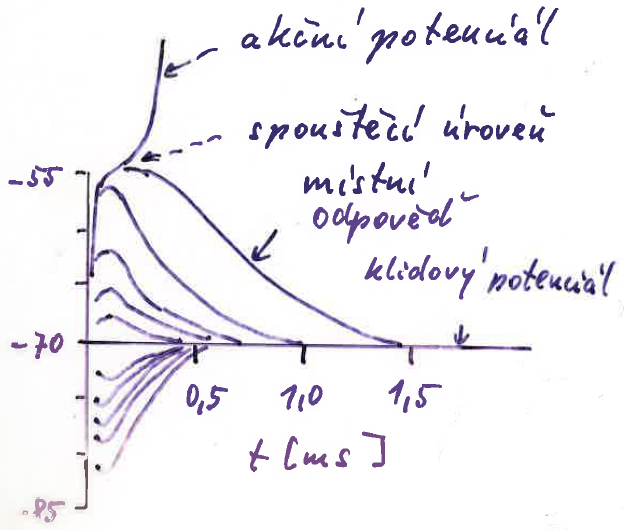 akční potenciál
spouštěcí úroveň
-55
místní
odpověď
klidový potenciál
-70
0,5 1,0 1,5
t [ms]
-85